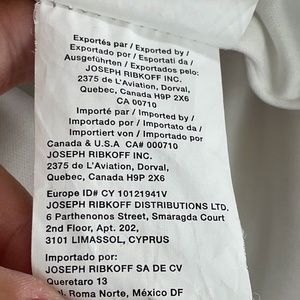 Exportés par / Exported by /
Exportado por / Esportati da /
Ausgeführten / Exportados pelo:
JOSEPH RIBKOFF INC.
2375 de L'Aviation, Dorval,
Quebec, Canada H9P 2X6
CA 00710
Importé par / Imported by /
Importado por / Importato da /
Importiert von / Importado por
Canada & U.S.A CA# 000710
JOSEPH RIBKOFF INC.
2375 de L'Aviation, Dorval,
Quebec, Canada H9P 2X6
Europe ID# CY 10121941V
JOSEPH RIBKOFF DISTRIBUTIONS LTD.
6 Parthenonos Street, Smaragda Court
2nd Floor, Apt. 202,
3101 LIMASSOL, CYPRUS
Importado por:
JOSEPH RIBKOFF SA DE CV
Queretaro 13
Roma Norte, México DF